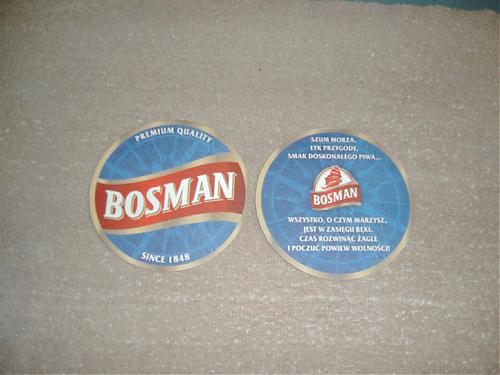 PREMIUM QUALITY
BOSMAN
SINCE 1848
SZUM MORZA,
ŁYK PRZYGODY,
SMAK DOSKONAŁEGO PIWA...
BOSMAN
WSZYSTKO, O CZYM MARZYSZ,
JEST W ZASIĘGU RĘKI.
CZAS ROZWINĄĆ ŻAGLE
I POCZUĆ POWIEW WOLNOŚCI!